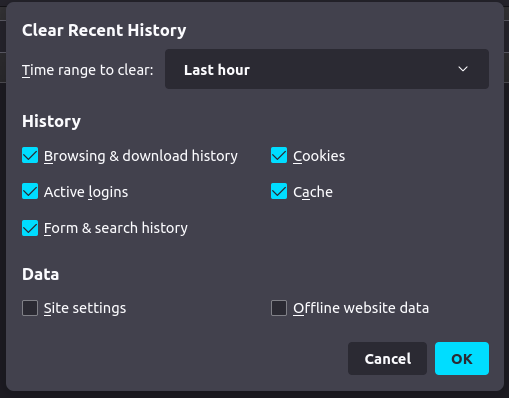 Clear Recent History
Time range to clear: Last hour
History
Browsing & download history Cookies
Active logins Cache
Form & search history
Data
Site settings Offline website data
Cancel OK